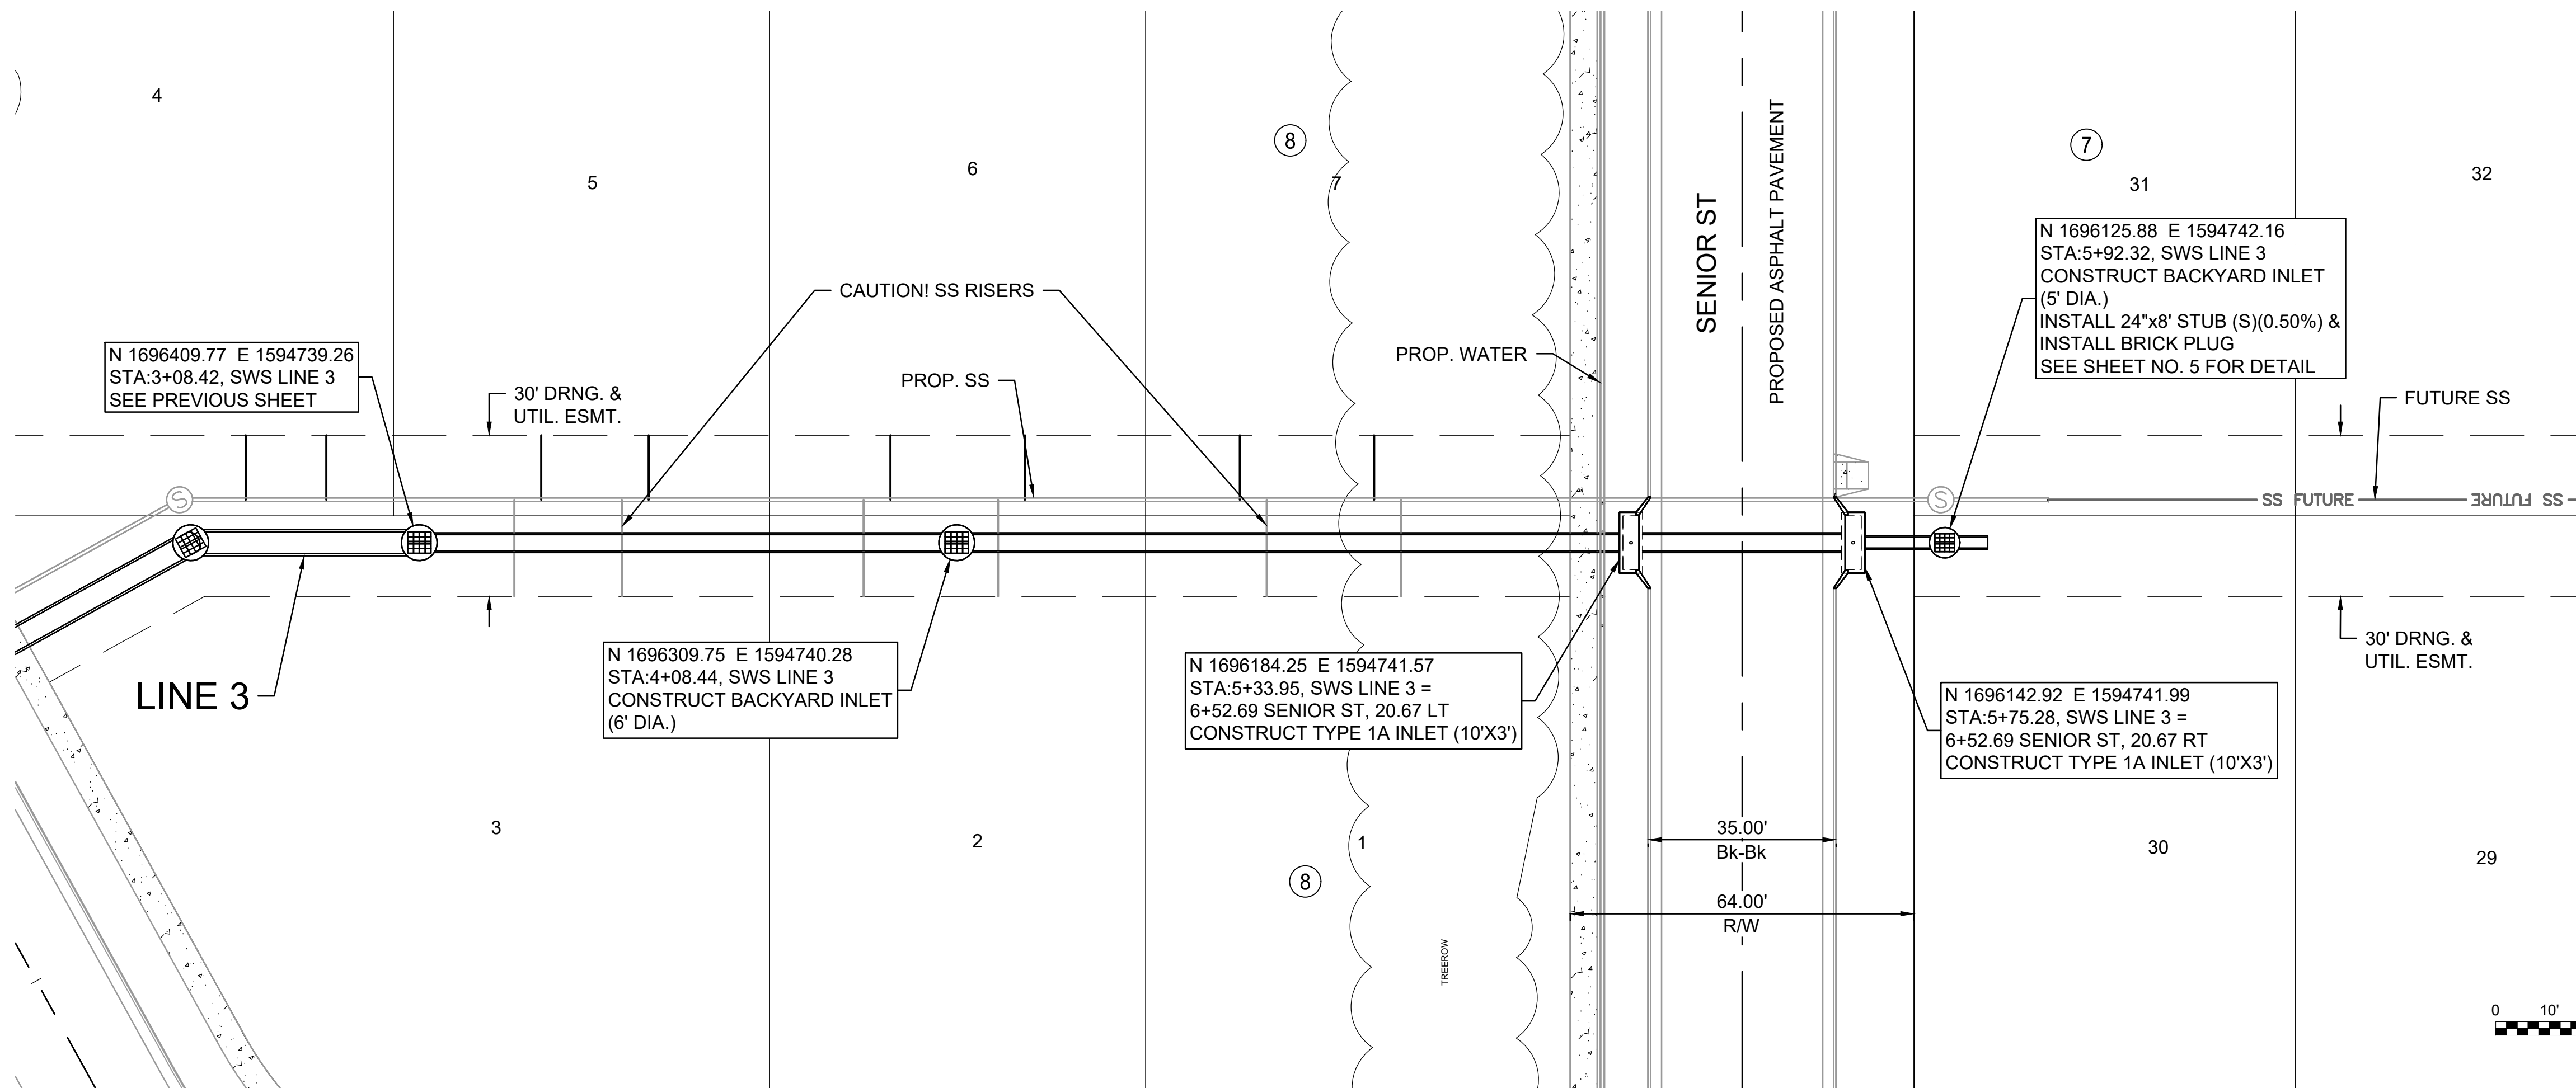 4
5
6
8
7
SENIOR ST
PROPOSED ASPHALT PAVEMENT
7
31
32
N 1696125.88 E 1594742.16
STA:5+92.32, SWS LINE 3
CONSTRUCT BACKYARD INLET
(5' DIA.)
INSTALL 24"x8' STUB (S)(0.50%) &
INSTALL BRICK PLUG
SEE SHEET NO. 5 FOR DETAIL
CAUTION! SS RISERS
N 1696409.77 E 1594739.26
STA:3+08.42, SWS LINE 3
SEE PREVIOUS SHEET
30' DRNG. &
UTIL. ESMT.
PROP. SS
PROP. WATER
FUTURE SS
S
S
SS FUTURE
SS FUTURE
LINE 3
N 1696309.75 E 1594740.28
STA:4+08.44, SWS LINE 3
CONSTRUCT BACKYARD INLET
(6' DIA.)
N 1696184.25 E 1594741.57
STA:5+33.95, SWS LINE 3 =
6+52.69 SENIOR ST, 20.67 LT
CONSTRUCT TYPE 1A INLET (10'X3')
N 1696142.92 E 1594741.99
STA:5+75.28, SWS LINE 3 =
6+52.69 SENIOR ST, 20.67 RT
CONSTRUCT TYPE 1A INLET (10'X3')
30' DRNG. &
UTIL. ESMT.
3
2
1
8
35.00'
Bk-Bk
64.00'
R/W
30
29
TREEROW
0 10'